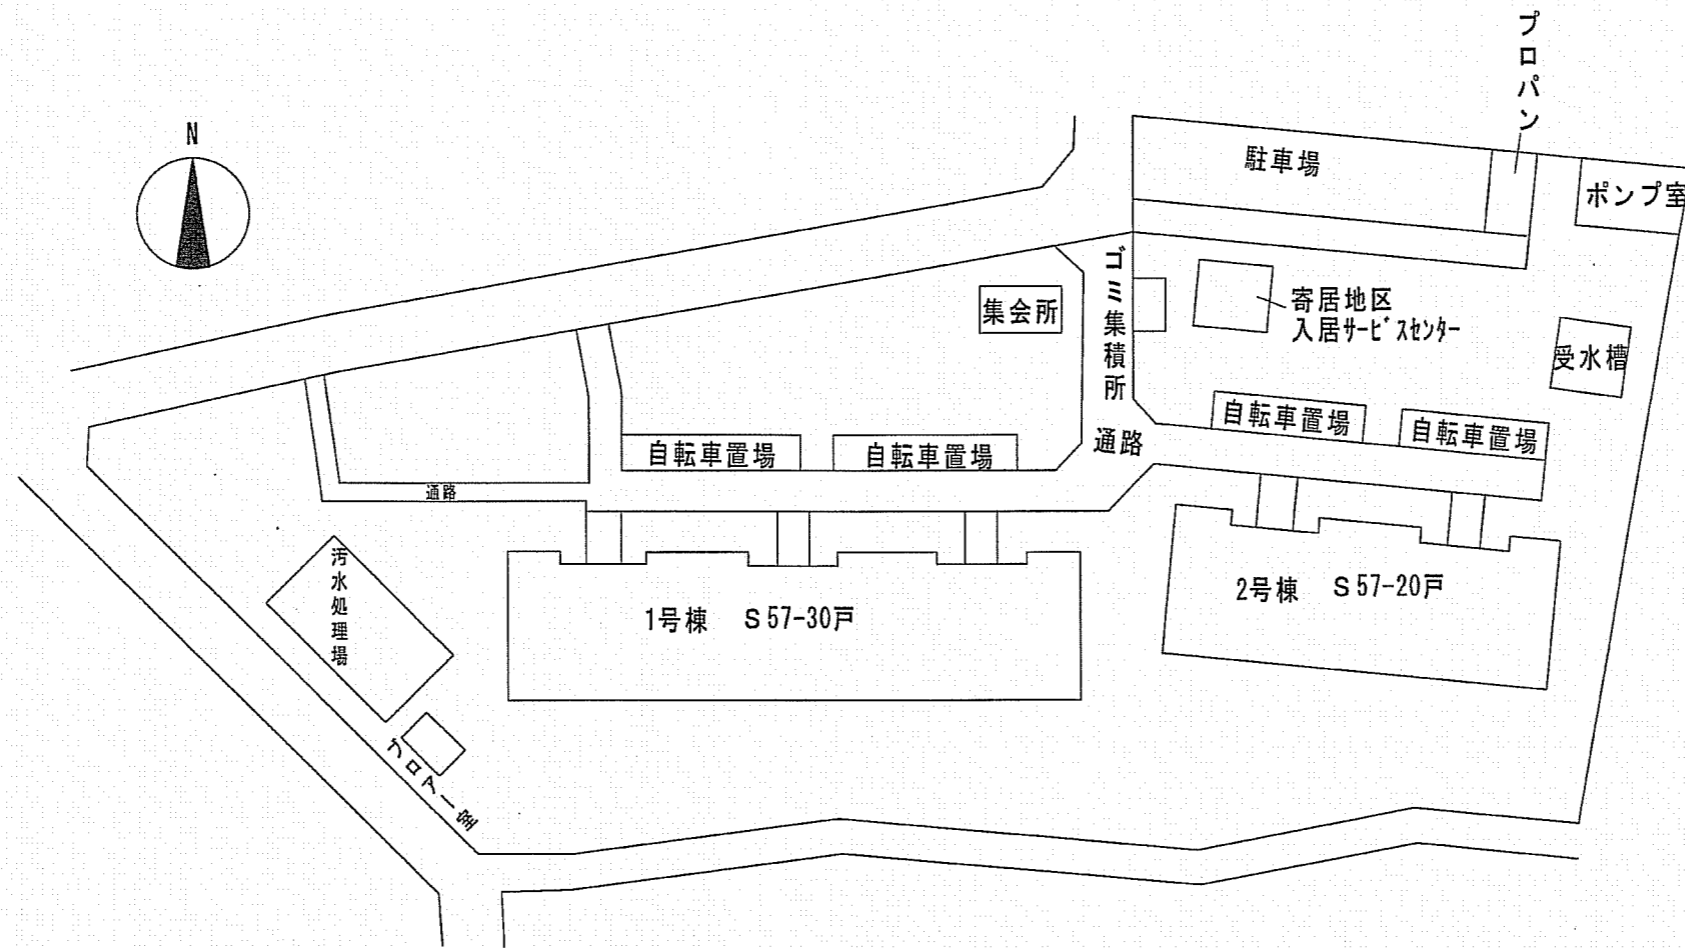 プロパン
N
駐車場
ポンプ室
ゴミ集積所
集会所
寄居地区
入居サービスセンター
受水槽
自転車置場
自転車置場
自転車置場
自転車置場
通路
通路
汚水処理場
1号棟 S57-30戸
2号棟 S57-20戸
ブロアー室